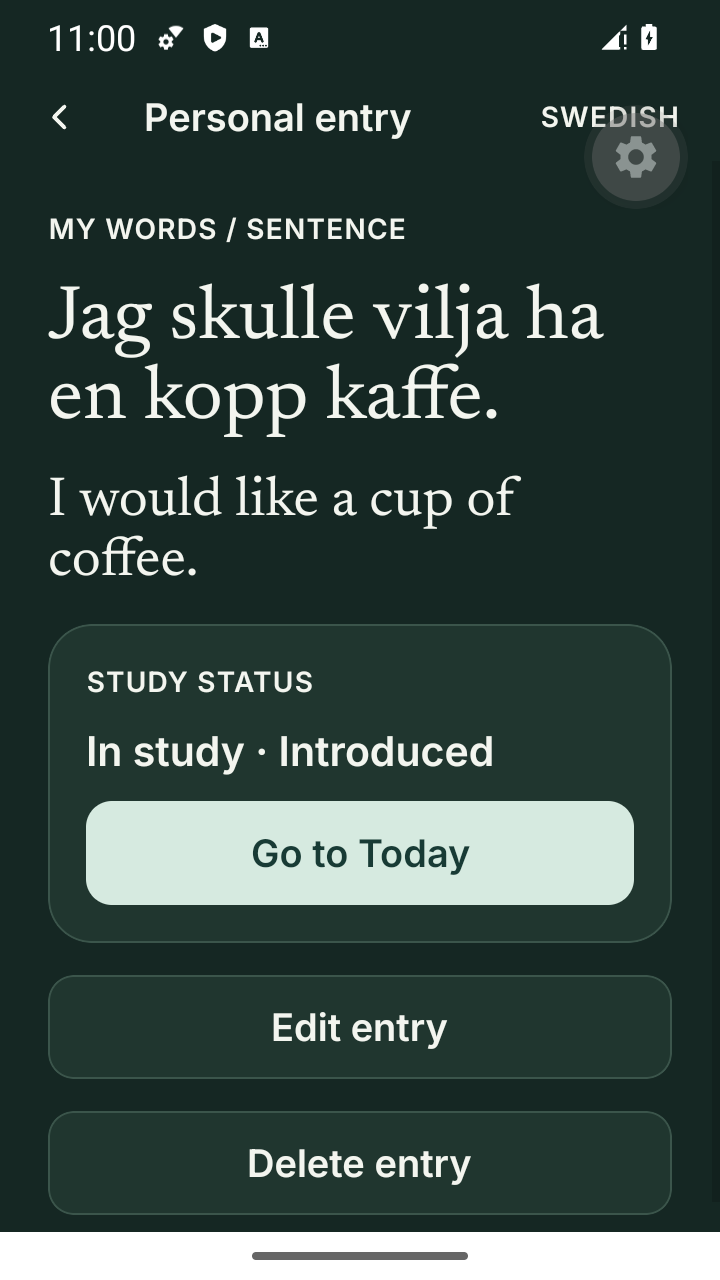 11:00
Personal entry
SWEDISH
MY WORDS / SENTENCE
Jag skulle vilja ha
en kopp kaffe.
I would like a cup of
coffee.
STUDY STATUS
In study · Introduced
Go to Today
Edit entry
Delete entry